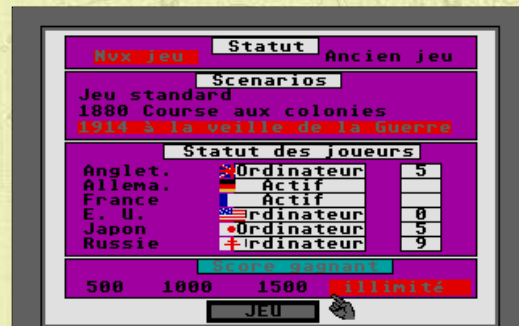 Statut
Nvx jeu Ancien jeu
Scenarios
Jeu standard
1880 Course aux colonies
1914 à la veille de la Guerre
Statut des joueurs
Anglet. Ordinateur 5
Allema. Actif
France Actif
E. U. Ordinateur 0
Japon Ordinateur 5
Russie Ordinateur 9
Score gagnant
500 1000 1500 illimité
JEU